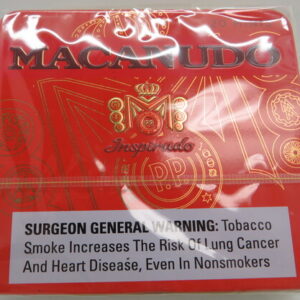 MACANUDO
P.P.
Inspirado
P.P.
SURGEON GENERAL WARNING: Tobacco
Smoke Increases The Risk Of Lung Cancer
And Heart Disease, Even In Nonsmokers